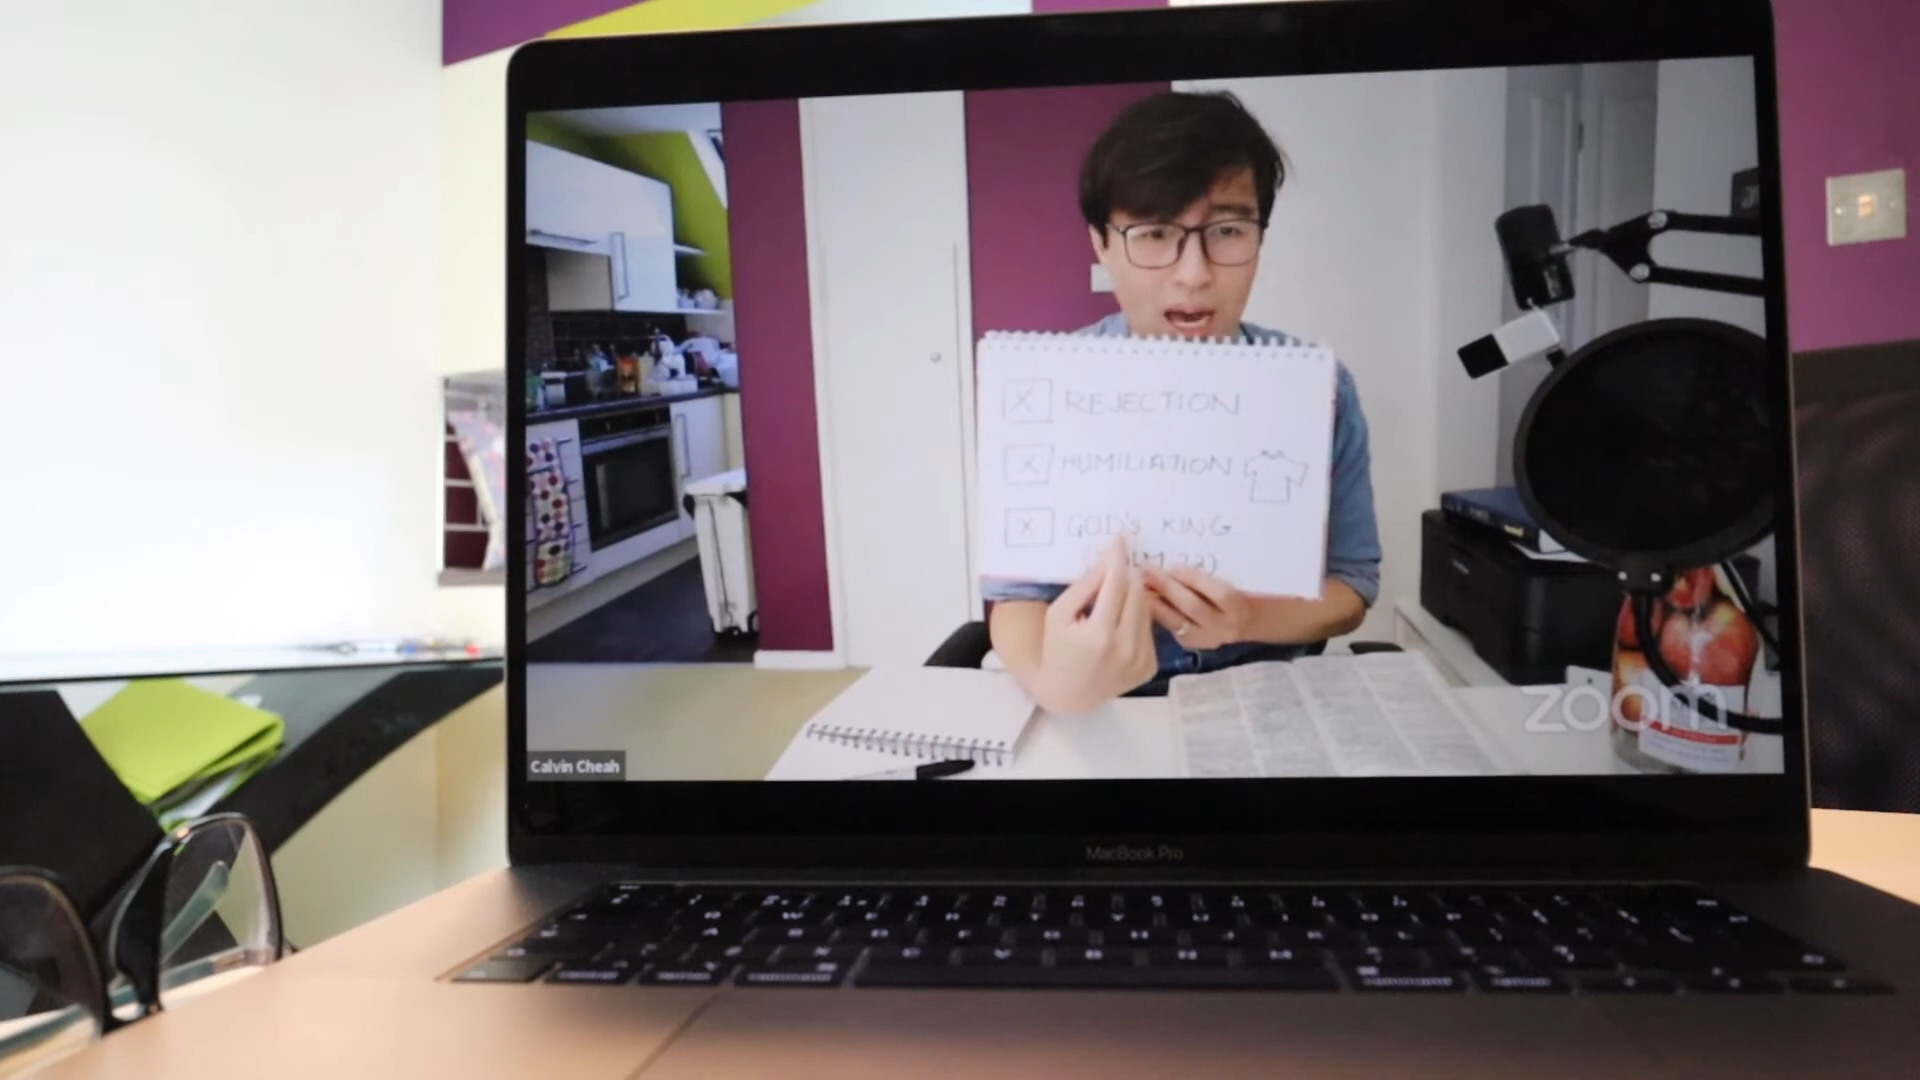 X REJECTION
X HUMILIATION
X GOD'S KING
zoom
Calvin Cheah
MacBook Pro